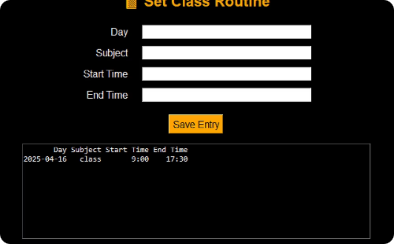 Set Class Routine
Day
Subject
Start Time
End Time
Save Entry
Day Subject Start Time End Time
2025-04-16 class 9:00 17:30